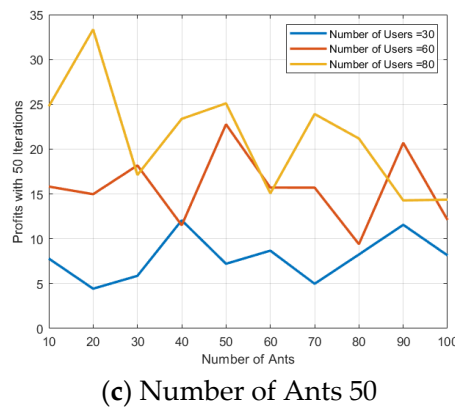 35
30
25
20
15
10
5
0
Profits with 50 iterations
Number of Users =30
Number of Users =60
Number of Users =80
10 20 30 40 50 60 70 80 90 100
Number of Ants
(c) Number of Ants 50